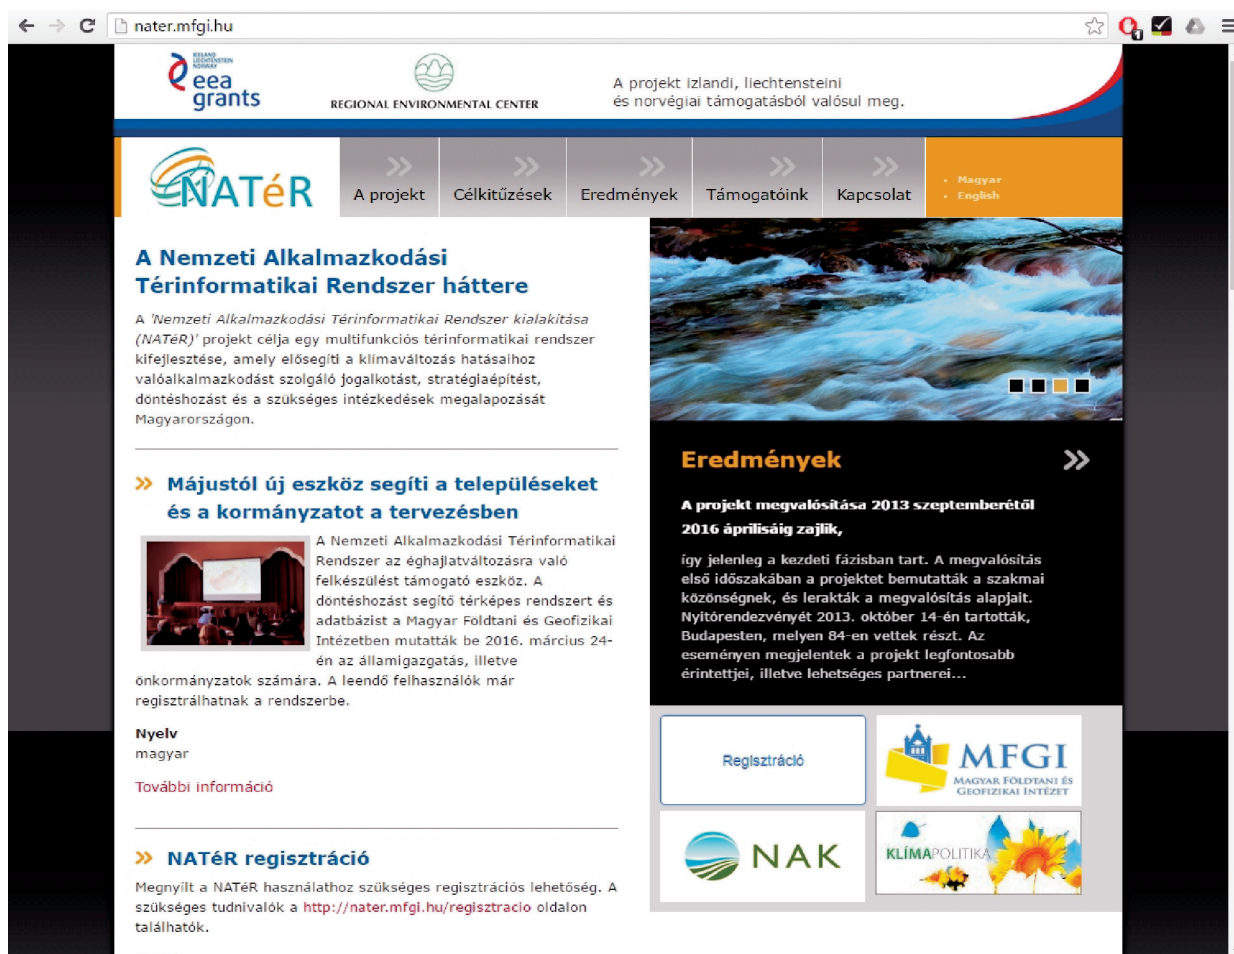 nater.mfgi.hu
ICELAND
LIECHTENSTEIN
NORWAY
eea
grants
REGIONAL ENVIRONMENTAL CENTER
A projekt izlandi, liechtensteini
és norvégiai támogatásból valósul meg.
NATéR
A projekt
Célkitűzések
Eredmények
Támogatóink
Kapcsolat
Magyar
English
A Nemzeti Alkalmazkodási
Térinformatikai Rendszer háttere
A 'Nemzeti Alkalmazkodási Térinformatikai Rendszer kialakítása
(NATéR)' projekt célja egy multifunkciós térinformatikai rendszer
kifejlesztése, amely elősegíti a klímaváltozás hatásaihoz
valóalkalmazkodást szolgáló jogalkotást, stratégiaépítést,
döntéshozást és a szükséges intézkedések megalapozását
Magyarországon.
Májustól új eszköz segíti a településeket
és a kormányzatot a tervezésben
A Nemzeti Alkalmazkodási Térinformatikai
Rendszer az éghajlatváltozásra való
felkészülést támogató eszköz. A
döntéshozást segítő térképes rendszert és
adatbázist a Magyar Földtani és Geofizikai
Intézetben mutatták be 2016. március 24-
én az államigazgatás, illetve
önkormányzatok számára. A leendő felhasználók már
regisztrálhatnak a rendszerbe.
Nyelv
magyar
További információ
NATéR regisztráció
Megnyílt a NATéR használathoz szükséges regisztrációs lehetőség. A
szükséges tudnivalók a http://nater.mfgi.hu/regisztracio oldalon
találhatók.
Eredmények
A projekt megvalósítása 2013 szeptemberétől
2016 áprilisáig zajlik,
így jelenleg a kezdeti fázisban tart. A megvalósítás
első időszakában a projektet bemutatták a szakmai
közönségnek, és lerakták a megvalósítás alapjait.
Nyitórendezvényét 2013. október 14-én tartották,
Budapesten, melyen 84-en vettek részt. Az
eseményen megjelentek a projekt legfontosabb
érintettjei, illetve lehetséges partnerei...
Regisztráció
MFGI
MAGYAR FÖLDTANI ÉS
GEOFIZIKAI INTÉZET
NAK
KLÍMAPOLITIKA